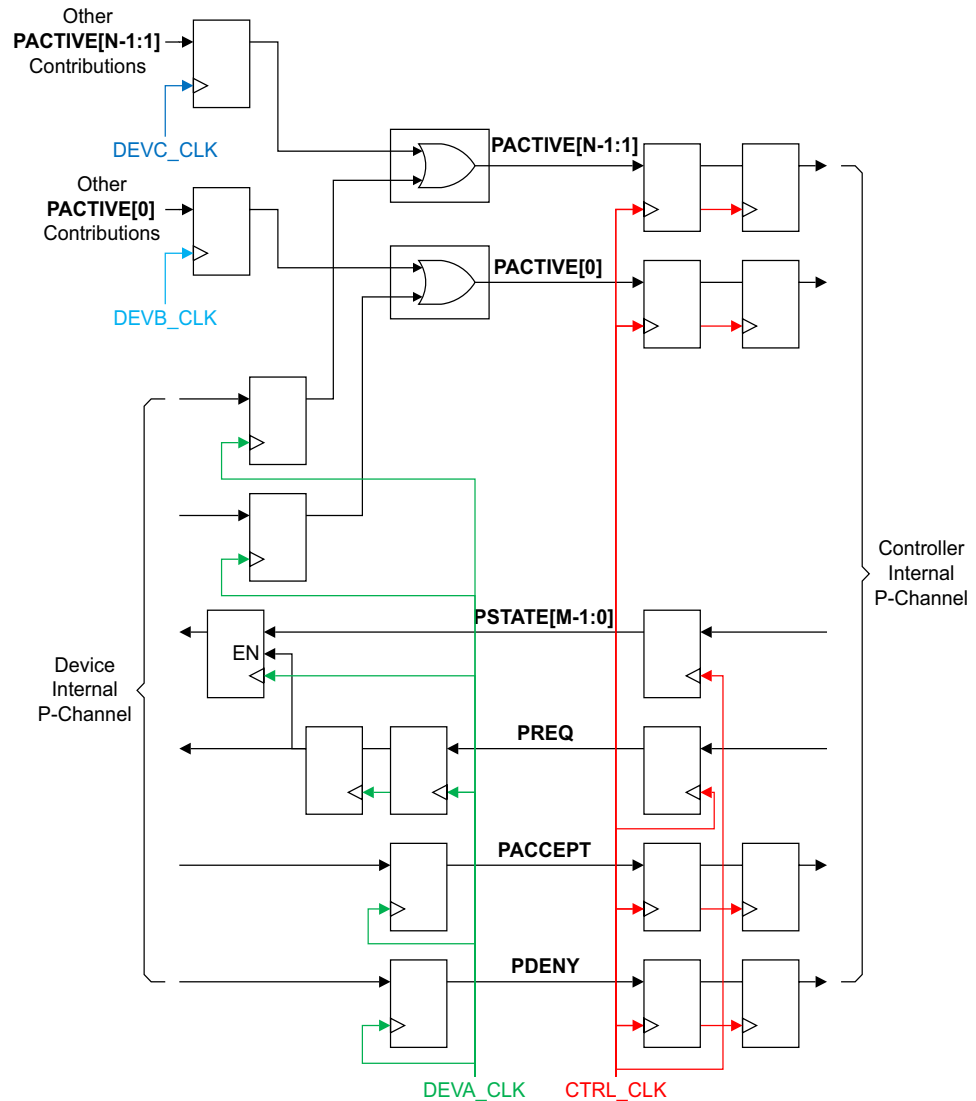 Other
PACTIVE[N-1:1]
Contributions
DEVC_CLK
PACTIVE[N-1:1]
Other
PACTIVE[0]
Contributions
DEVB_CLK
PACTIVE[0]
Controller
Internal
P-Channel
PSTATE[M-1:0]
EN
Device
Internal
P-Channel
PREQ
PACCEPT
PDENY
DEVA_CLK
CTRL_CLK